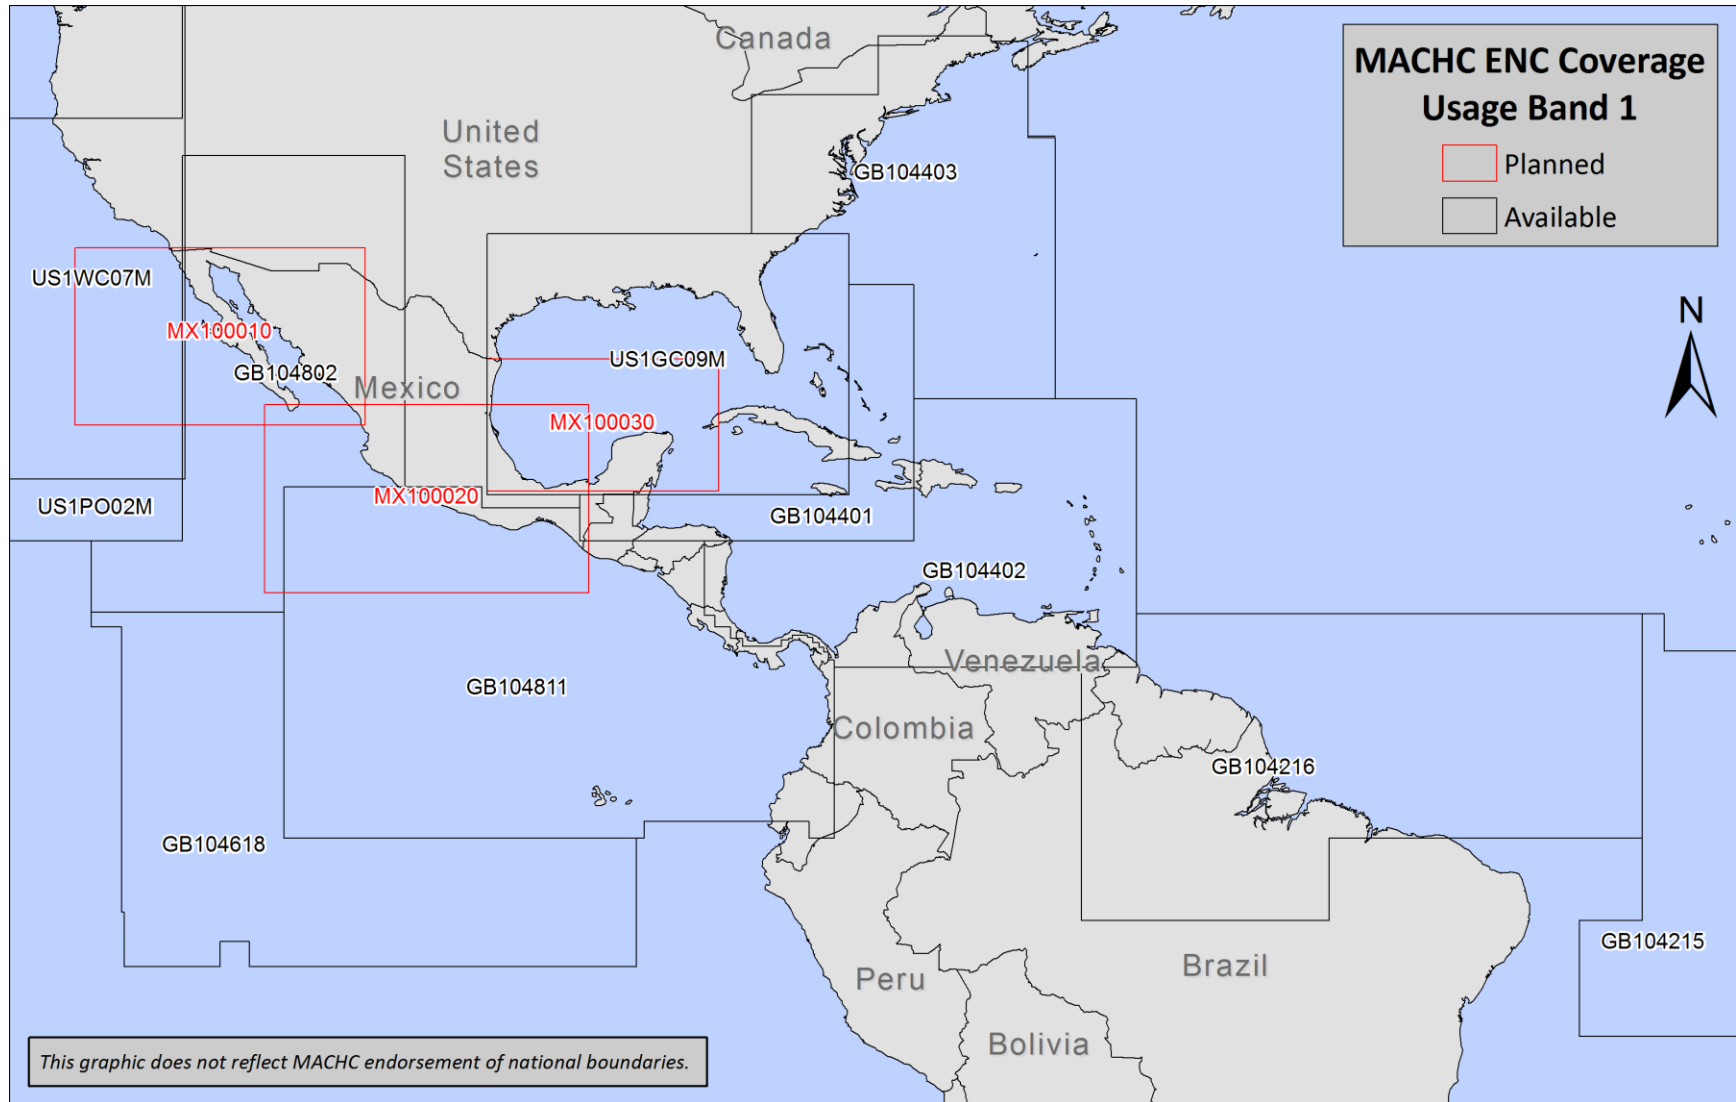 Canada
MACHC ENC Coverage
Usage Band 1
Planned
Available
United
States
GB104403
US1WC07M
N
MX100010
GB104802
US1GC09M
Mexico
MX100030
MX100020
US1PO02M
GB104401
GB104402
Venezuela
GB104811
Colombia
GB104216
GB104618
GB104215
Brazil
Peru
Bolivia
This graphic does not reflect MACHC endorsement of national boundaries.